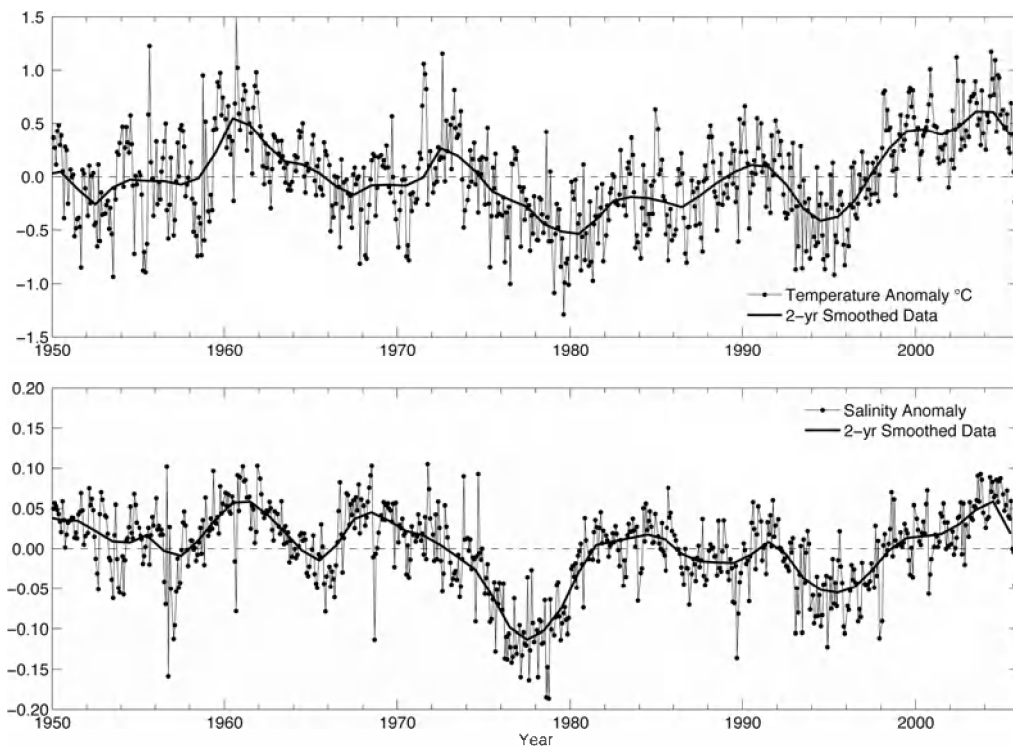 1.5
1.0
0.5
0.0
−0.5
−1.0
−1.5
Temperature Anomaly °C
2−yr Smoothed Data
1950 1960 1970 1980 1990 2000
0.20
0.15
0.10
0.05
0.00
−0.05
−0.10
−0.15
−0.20
Salinity Anomaly
2−yr Smoothed Data
1950 1960 1970 1980 1990 2000
Year